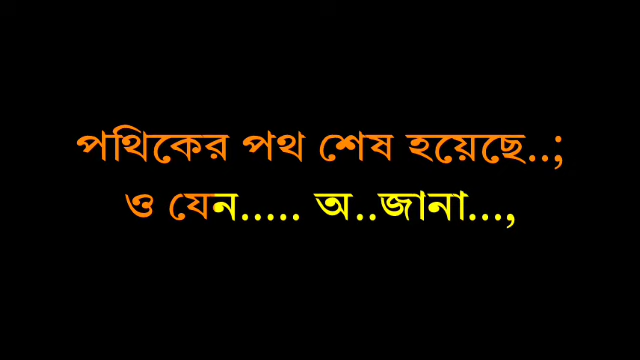 পথিকের পথ শেষ হয়েছে..;
ও যেন..... অ..জানা...,